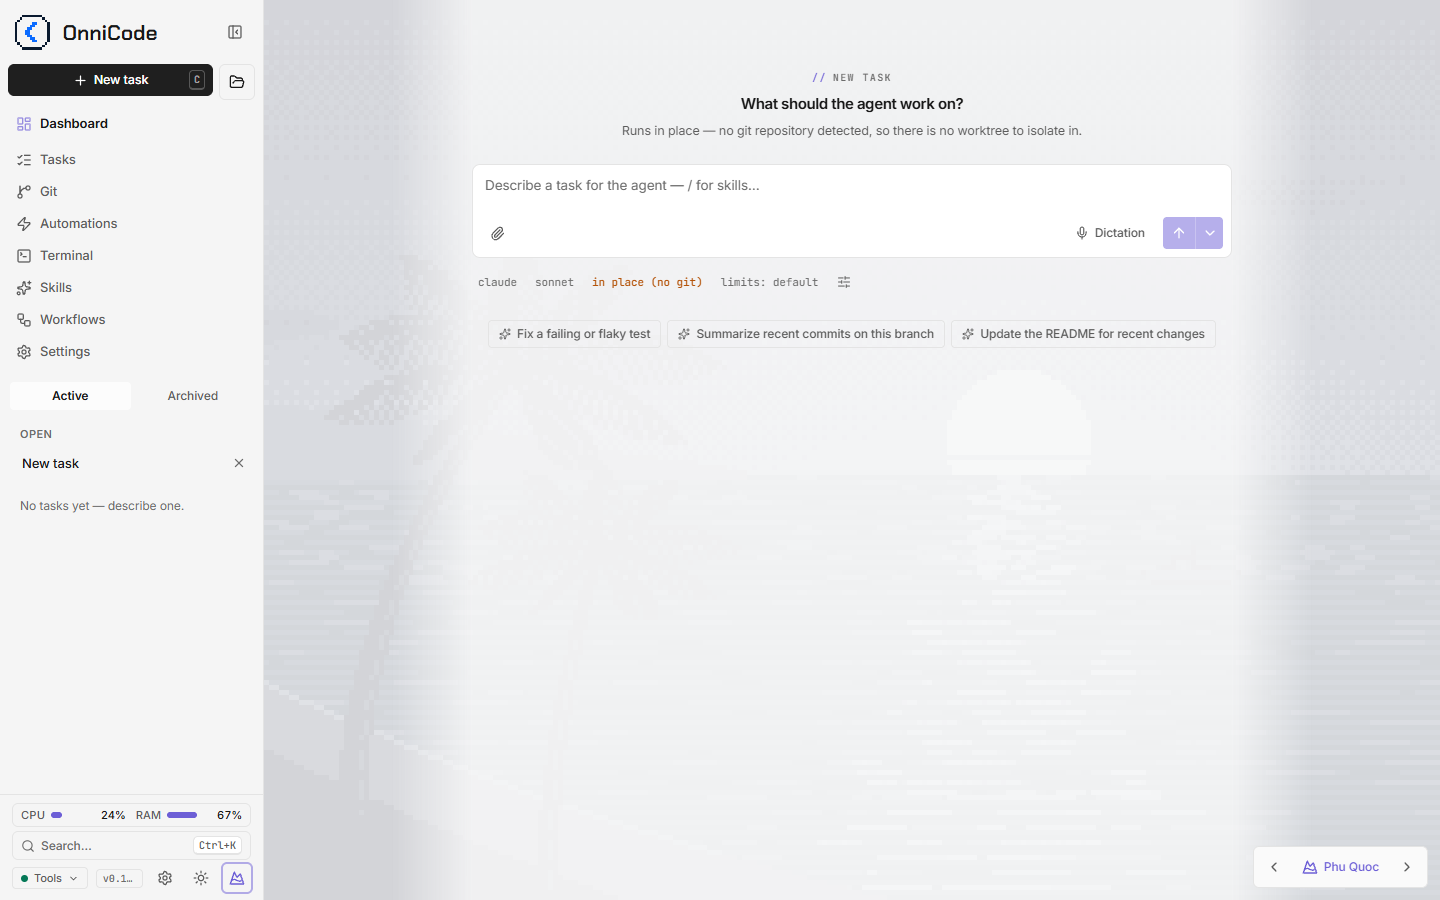 OnniCode
New task
C
Dashboard
Tasks
Git
Automations
Terminal
Skills
Workflows
Settings
Active
Archived
OPEN
New task
No tasks yet — describe one.
CPU 24% RAM 67%
Search... Ctrl+K
Tools v0.1...
// NEW TASK
What should the agent work on?
Runs in place — no git repository detected, so there is no worktree to isolate in.
Describe a task for the agent — / for skills...
Dictation
claude sonnet in place (no git) limits: default
Fix a failing or flaky test
Summarize recent commits on this branch
Update the README for recent changes
Phu Quoc